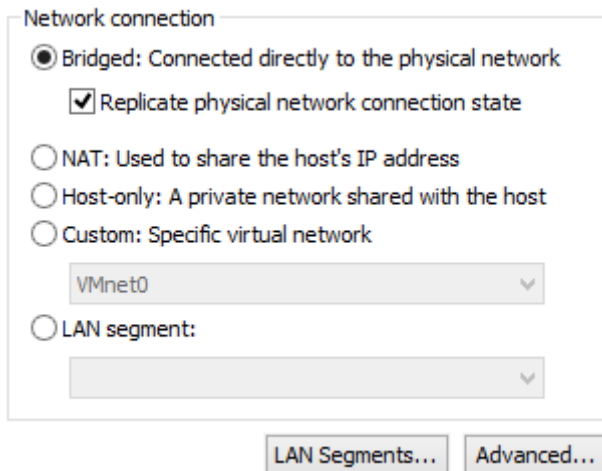 Network connection
Bridged: Connected directly to the physical network
Replicate physical network connection state
NAT: Used to share the host's IP address
Host-only: A private network shared with the host
Custom: Specific virtual network
VMnet0
LAN segment:
LAN Segments... Advanced...